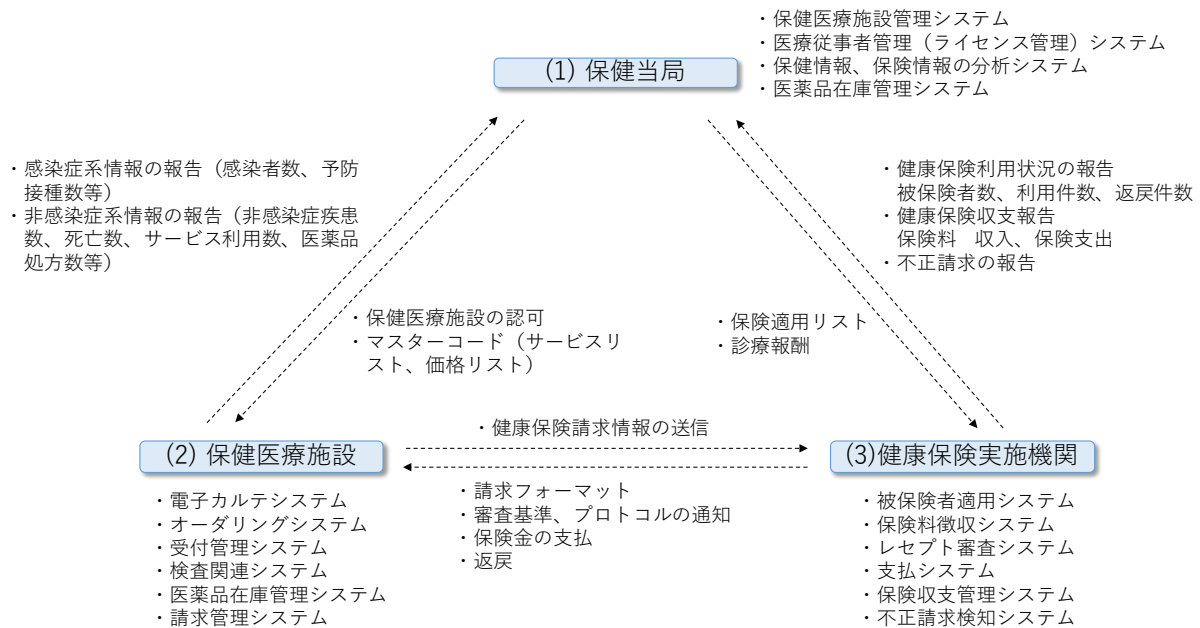 ・保健医療施設管理システム
・医療従事者管理（ライセンス管理）システム
・保健情報、保険情報の分析システム
・医薬品在庫管理システム
(1) 保健当局
・感染症系情報の報告（感染者数、予防
接種数等）
・非感染症系情報の報告（非感染症疾患
数、死亡数、サービス利用数、医薬品
処方数等）
・健康保険利用状況の報告
被保険者数、利用件数、返戻件数
・健康保険収支報告
保険料　収入、保険支出
・不正請求の報告
・保健医療施設の認可
・マスターコード（サービスリ
スト、価格リスト）
・保険適用リスト
・診療報酬
・健康保険請求情報の送信
(2) 保健医療施設
(3)健康保険実施機関
・請求フォーマット
・審査基準、プロトコルの通知
・保険金の支払
・返戻
・電子カルテシステム
・オーダリングシステム
・受付管理システム
・検査関連システム
・医薬品在庫管理システム
・請求管理システム
・被保険者適用システム
・保険料徴収システム
・レセプト審査システム
・支払システム
・保険収支管理システム
・不正請求検知システム